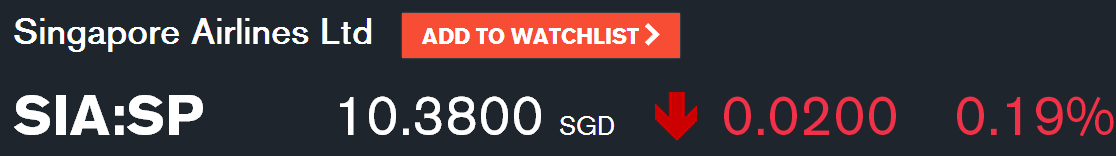 Singapore Airlines Ltd ADD TO WATCHLIST
SIA:SP 10.3800 SGD 0.0200 0.19%